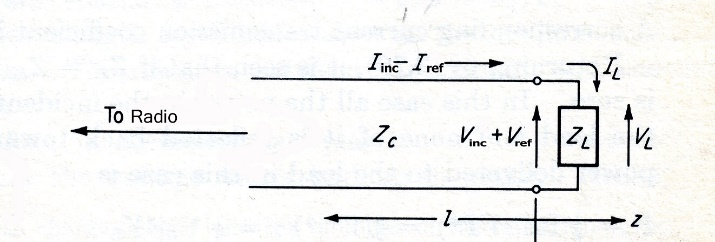 I_inc − I_ref
I_L
To Radio
Z_c
V_inc + V_ref
Z_L
V_L
l
z